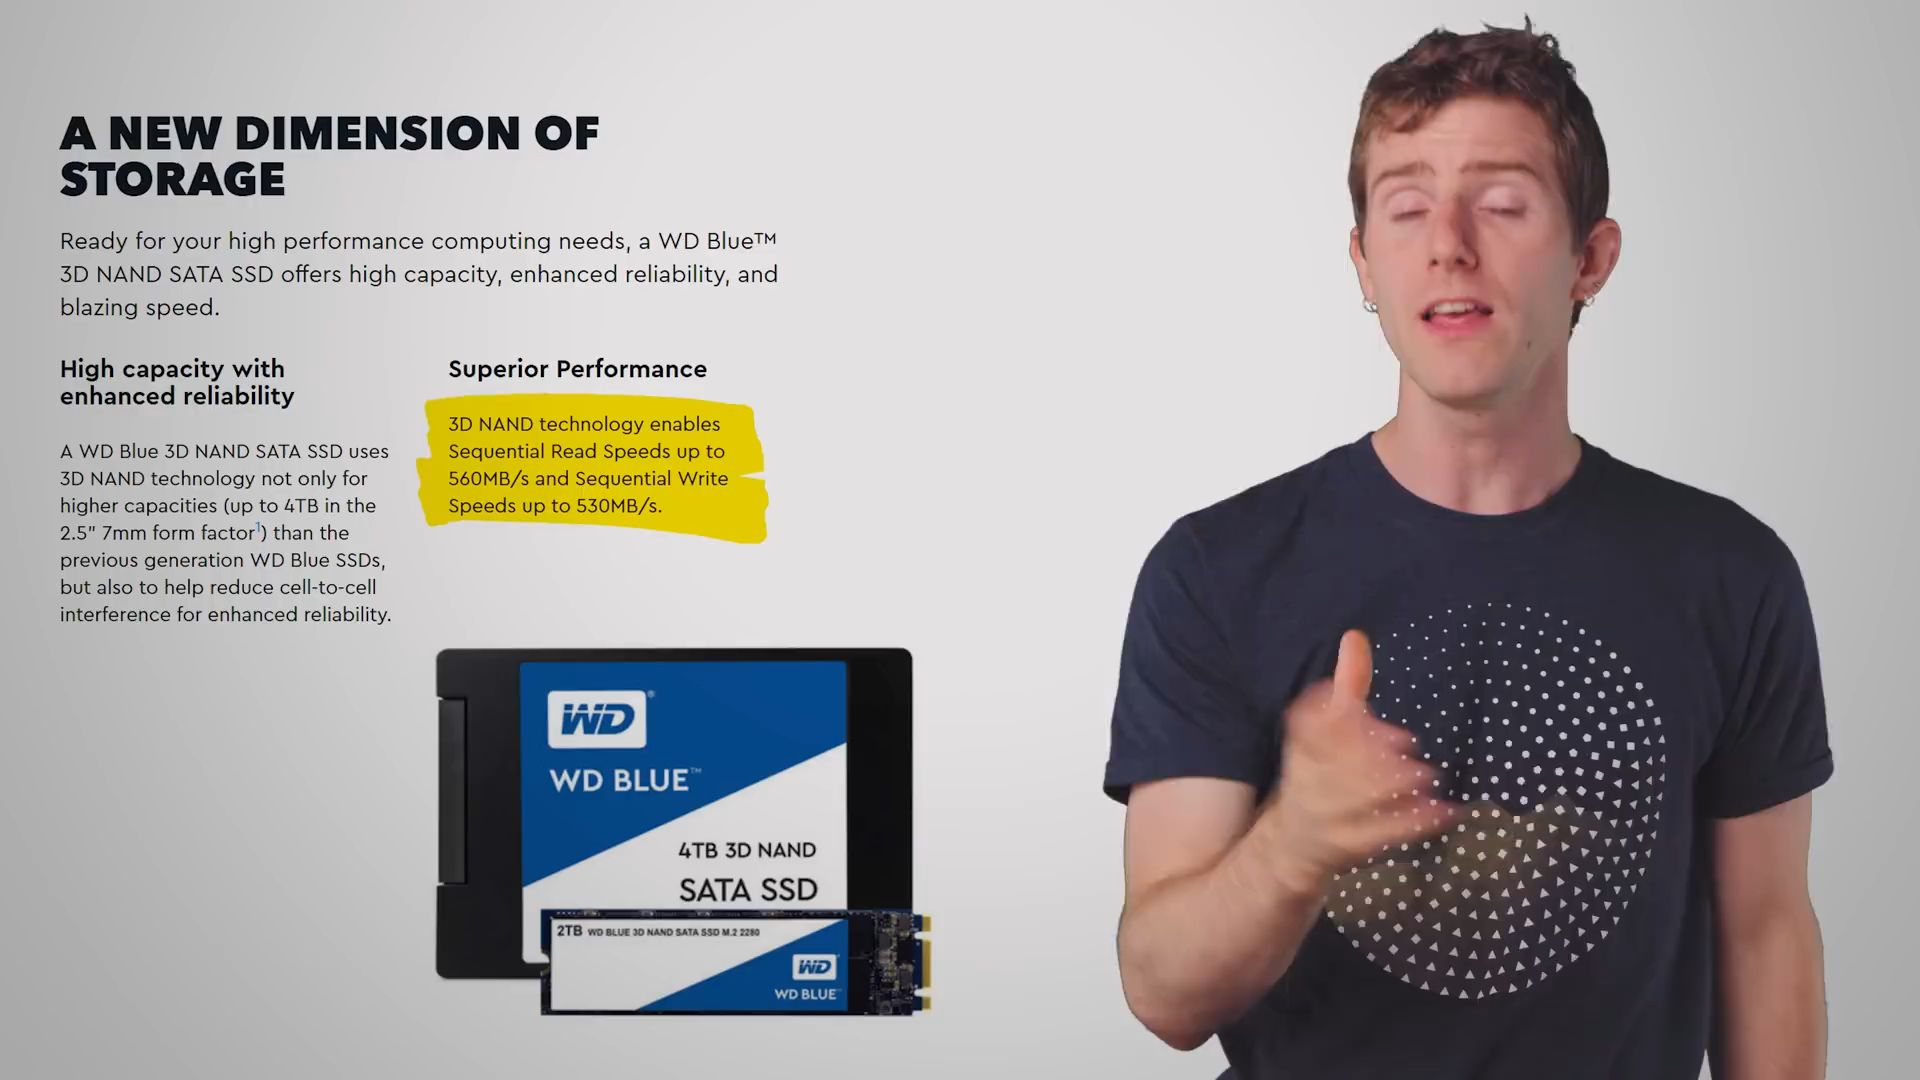 A NEW DIMENSION OF
STORAGE
Ready for your high performance computing needs, a WD Blue™
3D NAND SATA SSD offers high capacity, enhanced reliability, and
blazing speed.
High capacity with
enhanced reliability
A WD Blue 3D NAND SATA SSD uses
3D NAND technology not only for
higher capacities (up to 4TB in the
2.5" 7mm form factor¹) than the
previous generation WD Blue SSDs,
but also to help reduce cell-to-cell
interference for enhanced reliability.
Superior Performance
3D NAND technology enables
Sequential Read Speeds up to
560MB/s and Sequential Write
Speeds up to 530MB/s.
WD®
WD BLUE™
4TB 3D NAND
SATA SSD
2TB WD BLUE 3D NAND SATA SSD M.2 2280
WD
WD BLUE™